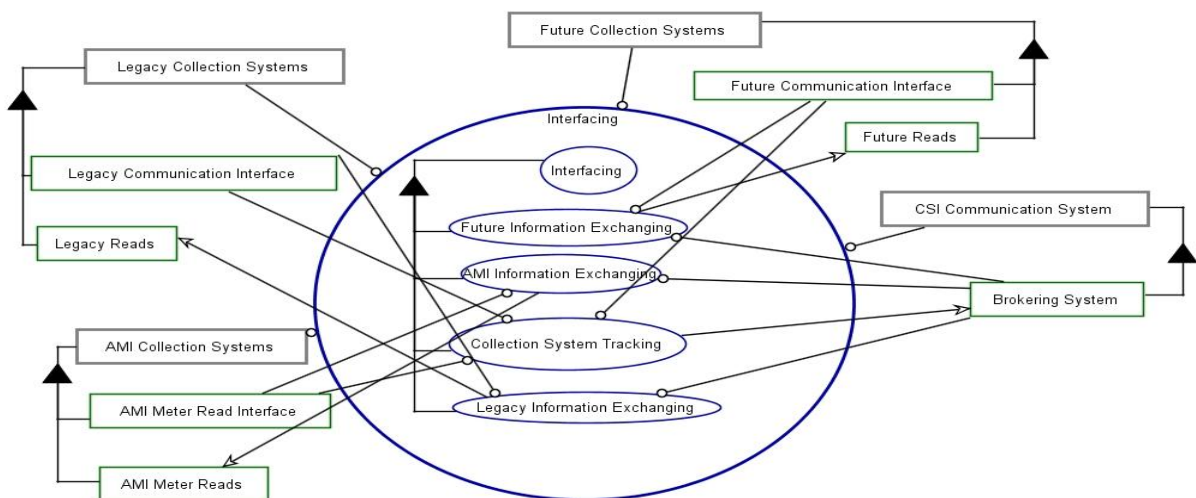 Future Collection Systems
Legacy Collection Systems
Future Communication Interface
Interfacing
Future Reads
Legacy Communication Interface
Interfacing
CSI Communication System
Future Information Exchanging
Legacy Reads
AMI Information Exchanging
Brokering System
AMI Collection Systems
Collection System Tracking
AMI Meter Read Interface
Legacy Information Exchanging
AMI Meter Reads